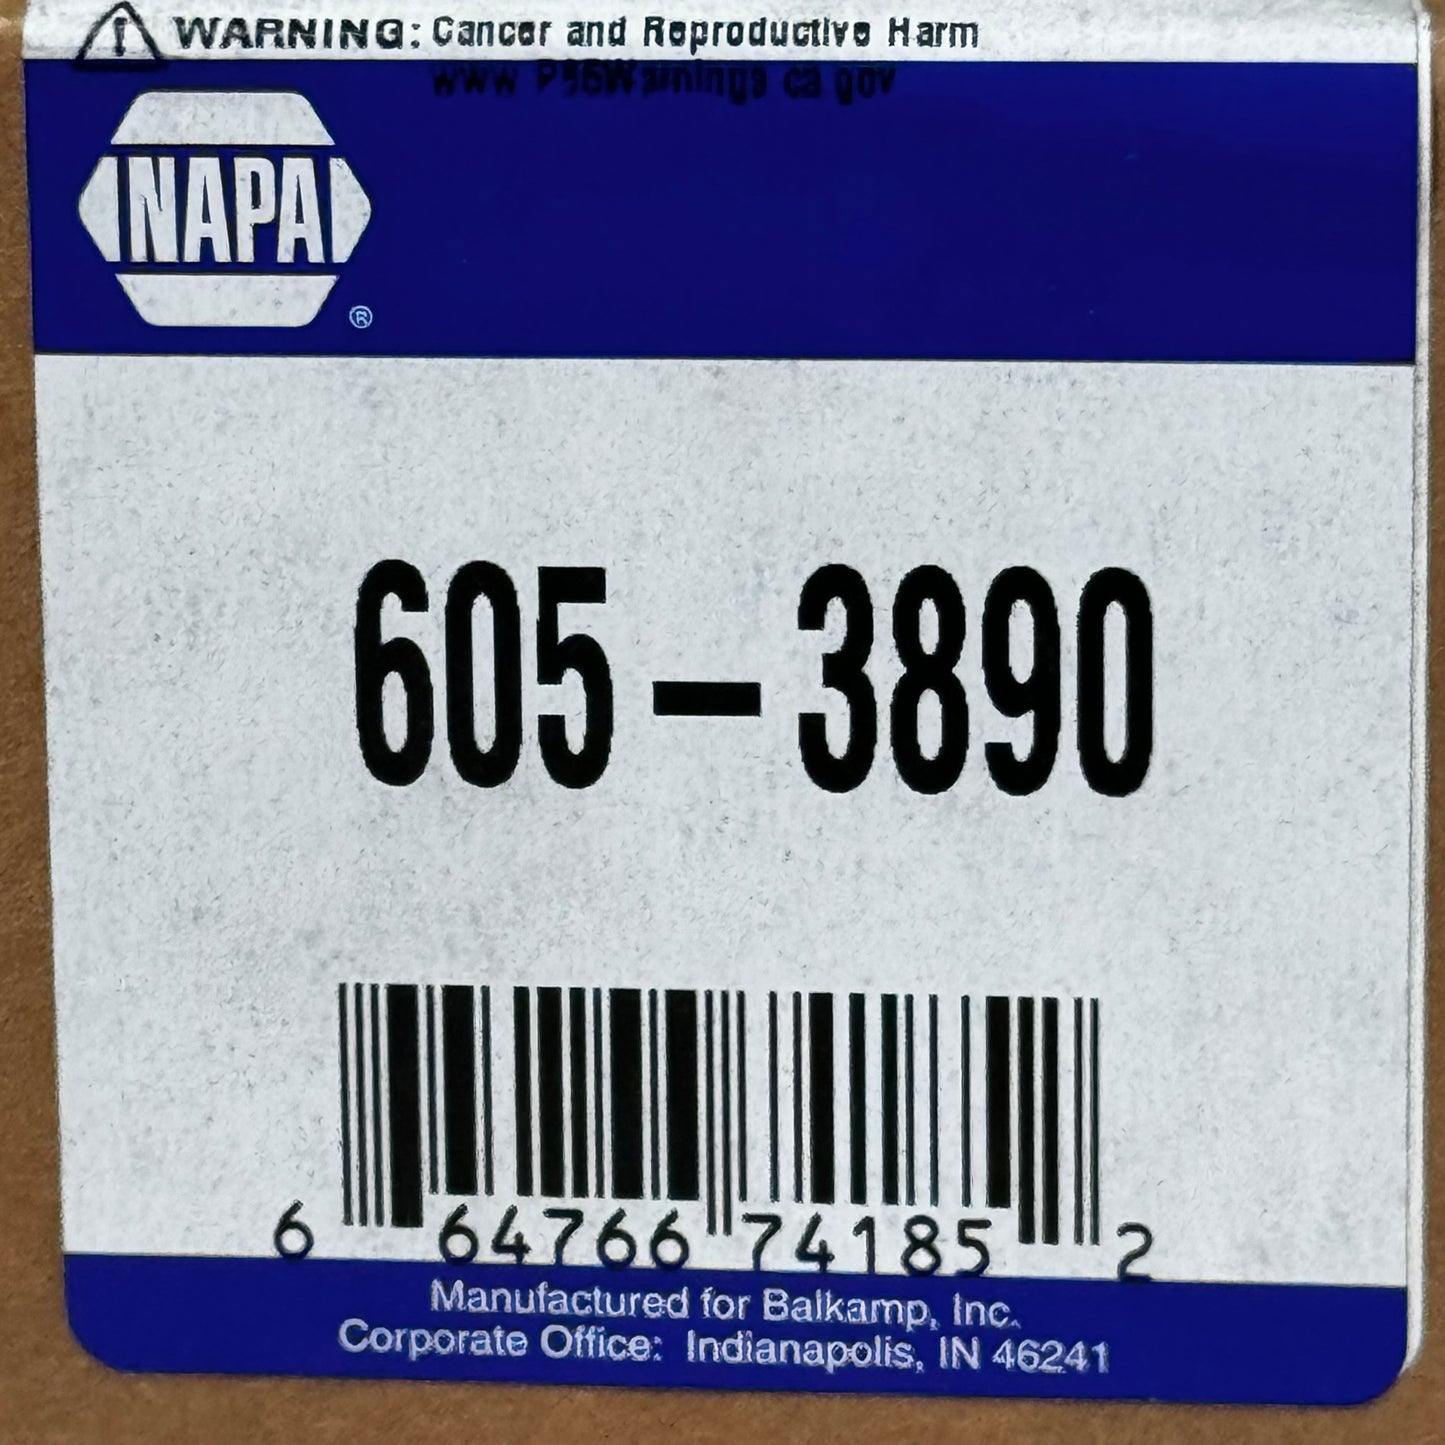 ⚠ WARNING: Cancer and Reproductive Harm
www.P65Warnings.ca.gov
NAPA
®
605-3890
6 64766 74185 2
Manufactured for Balkamp, Inc.
Corporate Office: Indianapolis, IN 46241